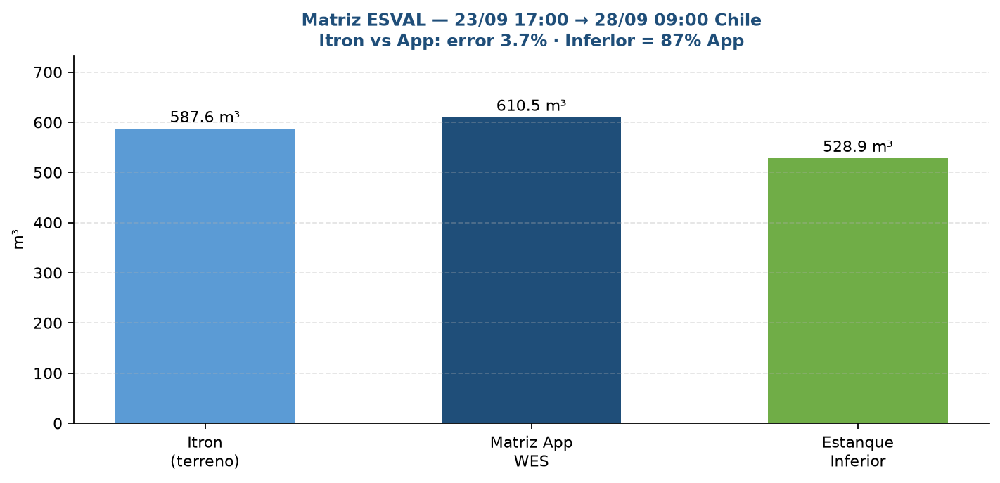 Matriz ESVAL — 23/09 17:00 → 28/09 09:00 Chile
Itron vs App: error 3.7% · Inferior = 87% App
m³
700
600
500
400
300
200
100
0
587.6 m³
610.5 m³
528.9 m³
Itron
(terreno)
Matriz App
WES
Estanque
Inferior